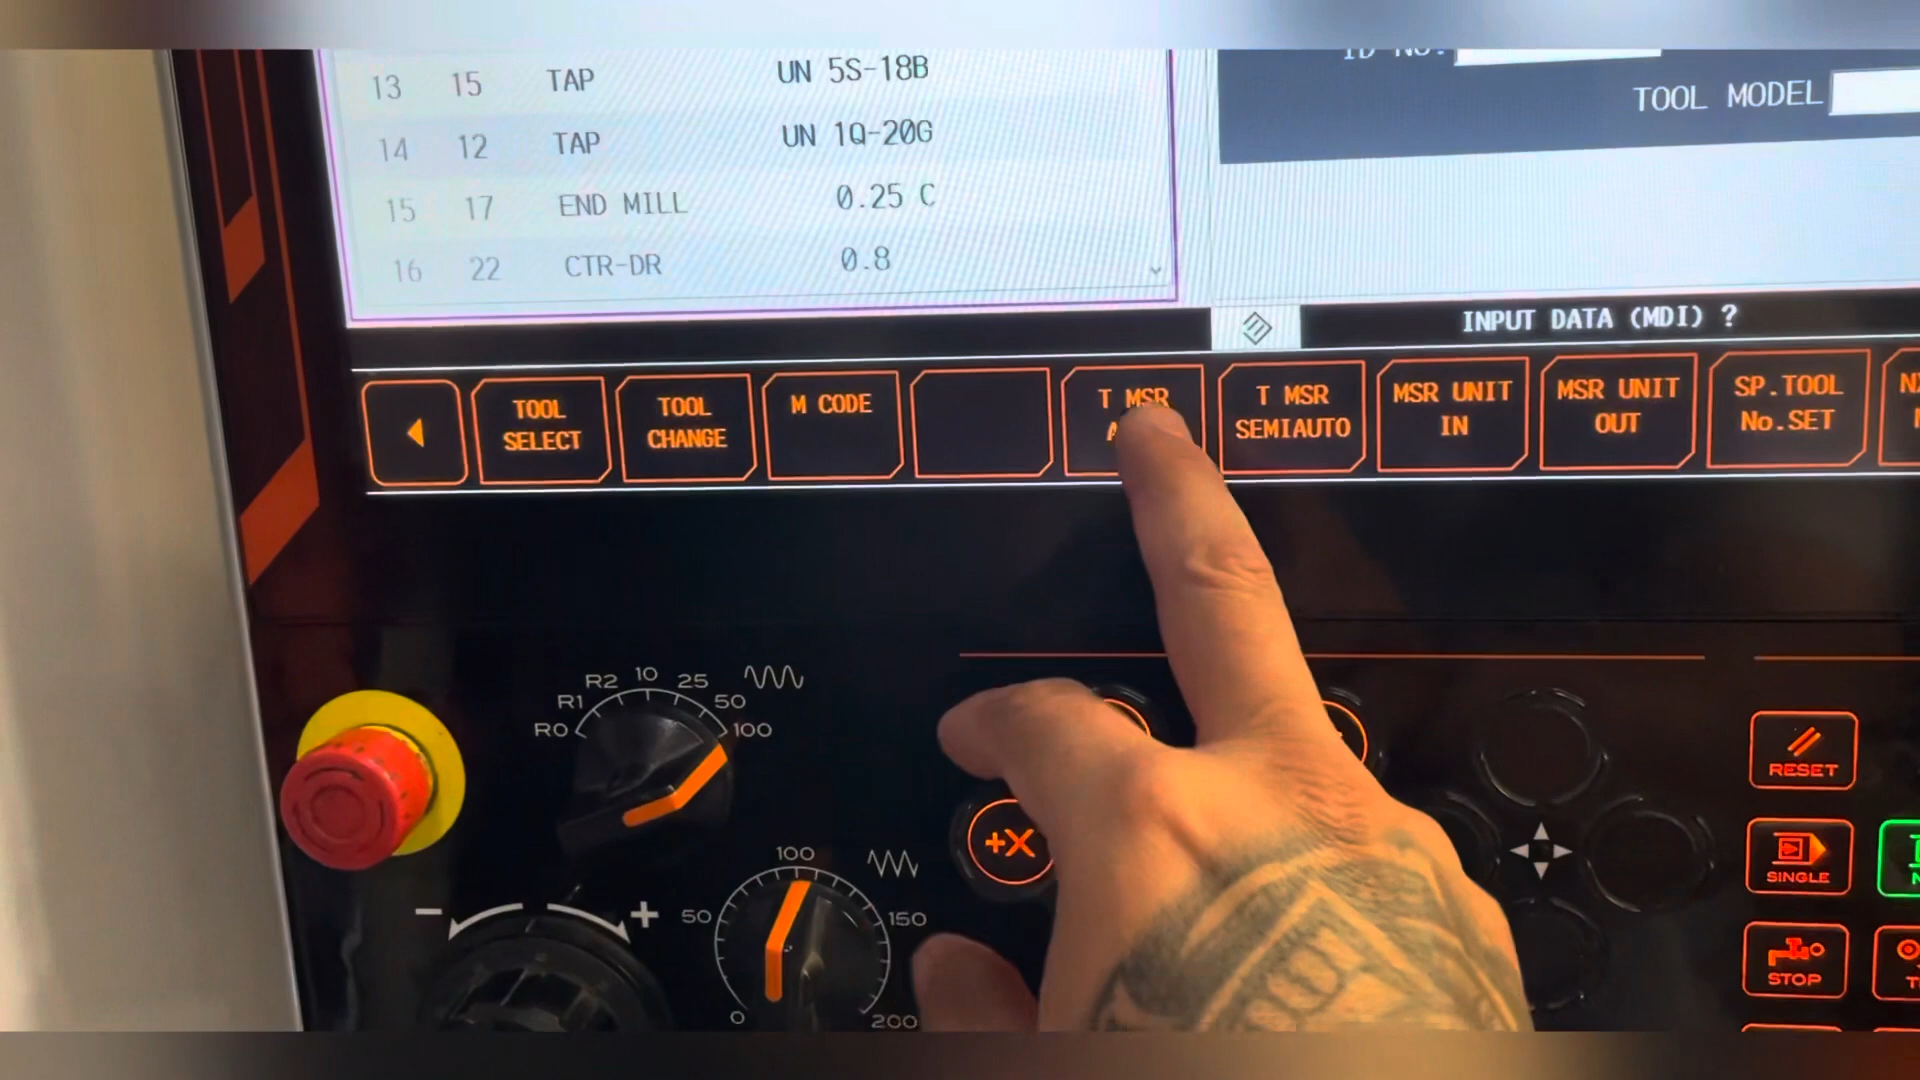 13 15 TAP UN 5S-18B
14 12 TAP UN 1Q-20G
15 17 END MILL 0.25 C
16 22 CTR-DR 0.8
TOOL MODEL
INPUT DATA (MDI) ?
TOOL
SELECT
TOOL
CHANGE
M CODE
T MSR
T MSR
SEMIAUTO
MSR UNIT
IN
MSR UNIT
OUT
SP.TOOL
No.SET
R0 R1 R2 10 25 50 100
- +
0 50 100 150 200
+X
RESET
SINGLE
STOP